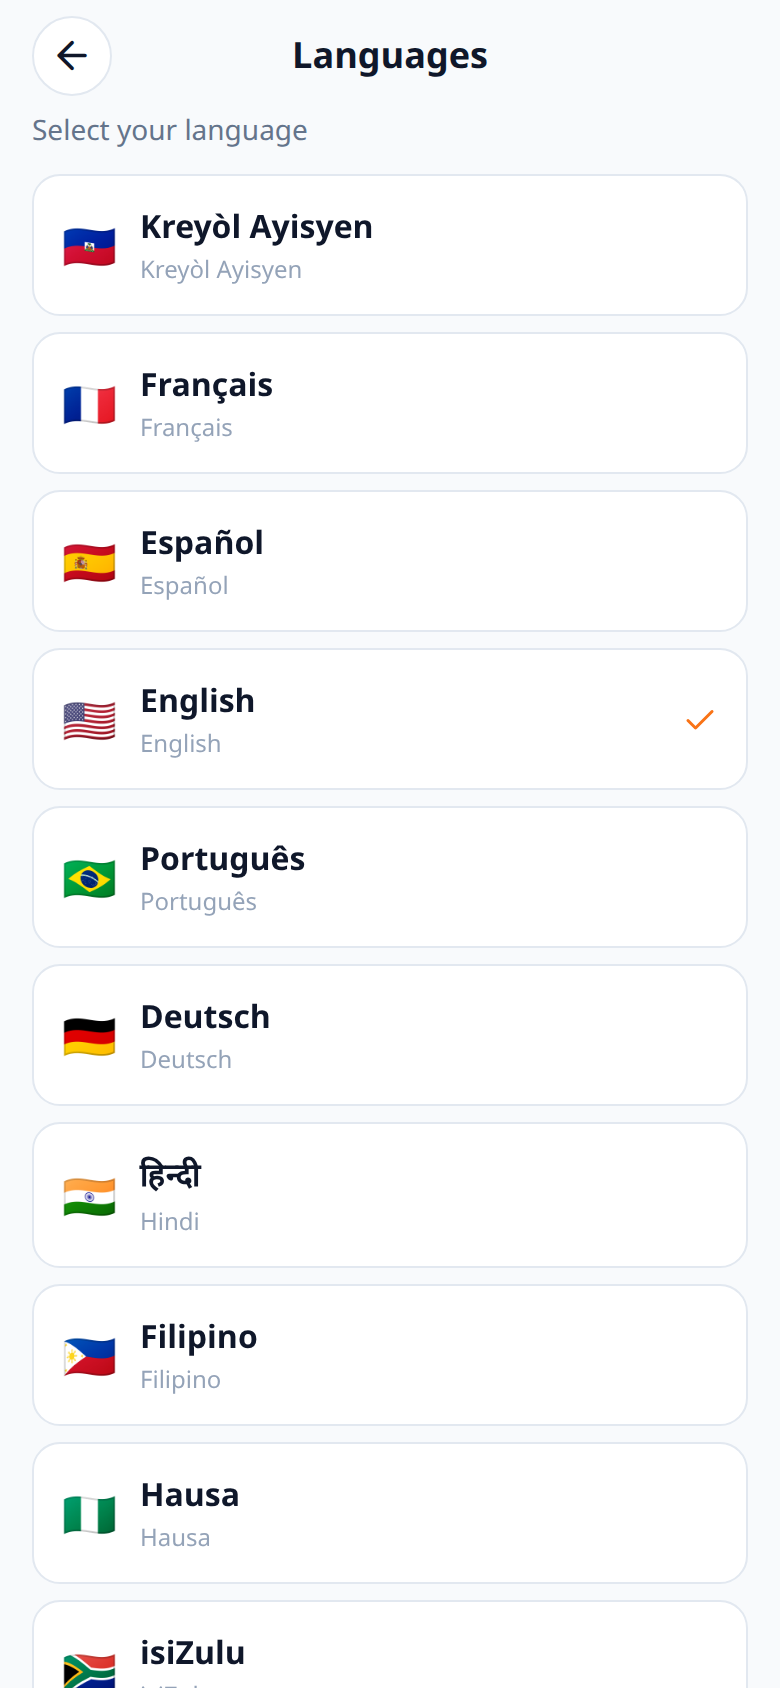 Languages
Select your language
Kreyòl Ayisyen
Kreyòl Ayisyen
Français
Français
Español
Español
English
English
Português
Português
Deutsch
Deutsch
हिन्दी
Hindi
Filipino
Filipino
Hausa
Hausa
isiZulu